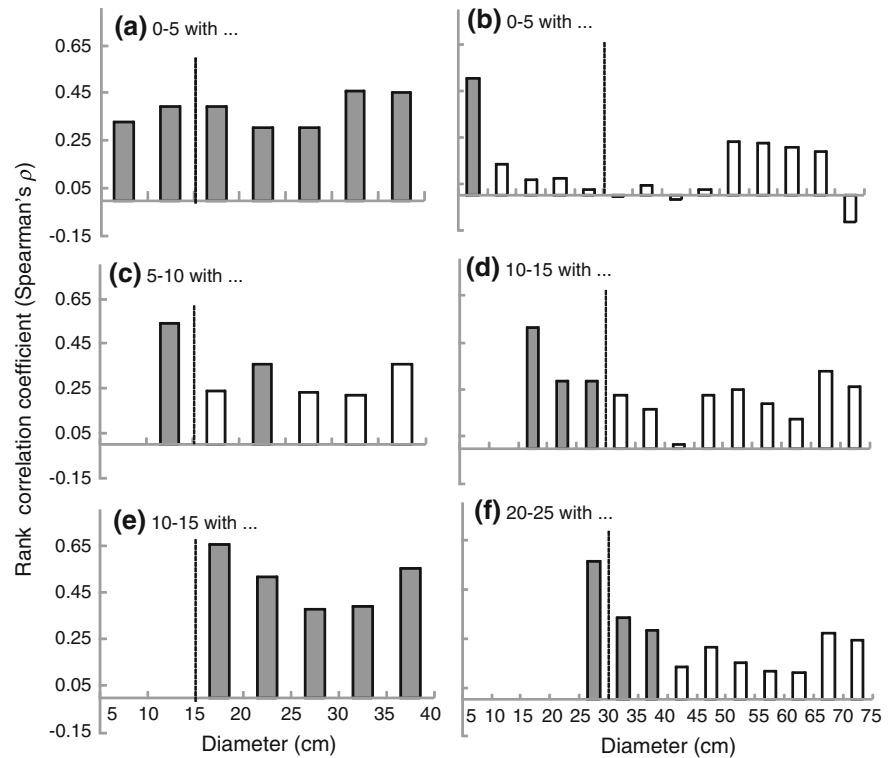 Rank correlation coefficient (Spearman's ρ)
(a) 0-5 with ...
0.65
0.45
0.25
0.05
-0.15
(b) 0-5 with ...
(c) 5-10 with ...
0.65
0.45
0.25
0.05
-0.15
(d) 10-15 with ...
(e) 10-15 with ...
0.65
0.45
0.25
0.05
-0.15
5 10 15 20 25 30 35 40
Diameter (cm)
(f) 20-25 with ...
5 10 15 20 25 30 35 40 45 50 55 60 65 70 75
Diameter (cm)